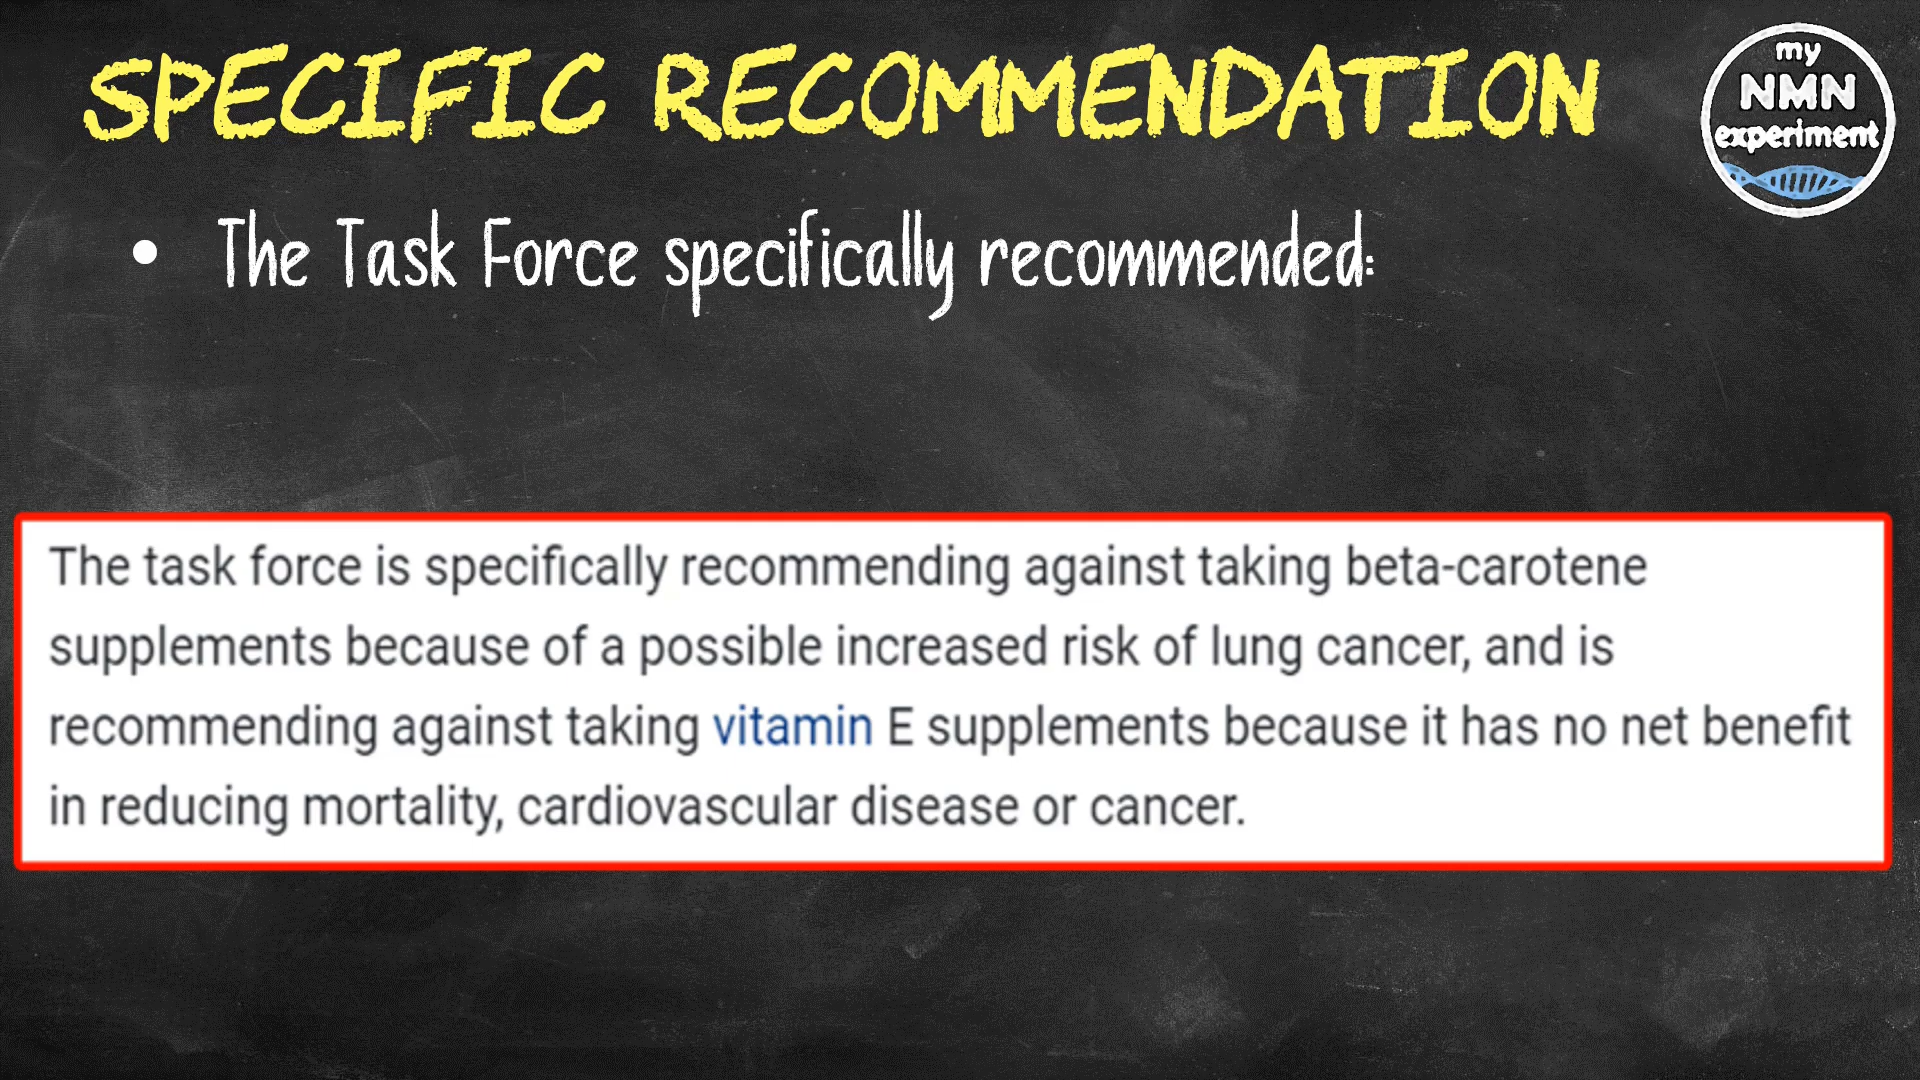 SPECIFIC RECOMMENDATION
my
NMN
experiment
• The Task Force specifically recommended:
The task force is specifically recommending against taking beta-carotene
supplements because of a possible increased risk of lung cancer, and is
recommending against taking vitamin E supplements because it has no net benefit
in reducing mortality, cardiovascular disease or cancer.